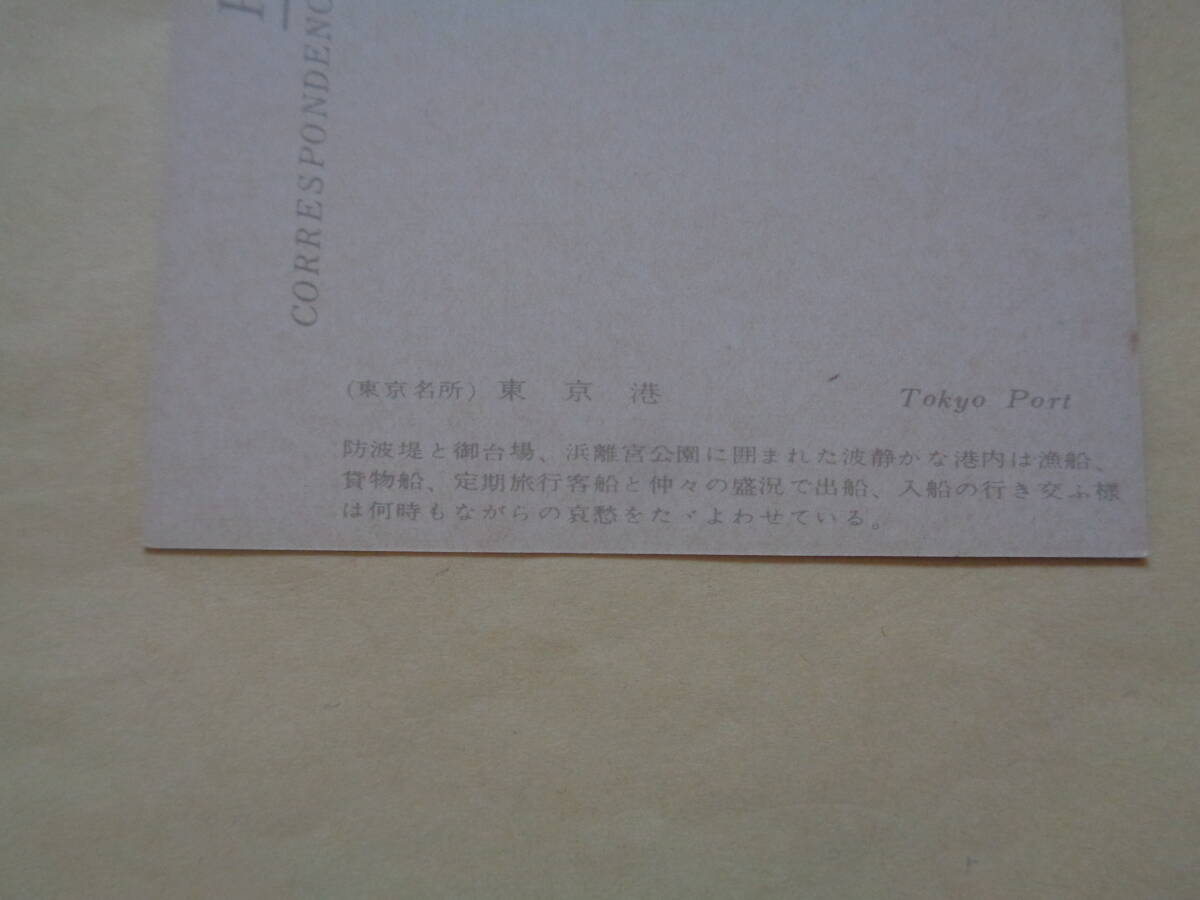 CORRESPONDENC
(東京名所) 東京港 Tokyo Port
防波堤と御台場、浜離宮公園に囲まれた波静かな港内は漁船、
貸物船、定期旅行客船と仲々の盛況で出船、入船の行き交ふ様
は何時もながらの哀愁をたゞよわせている。